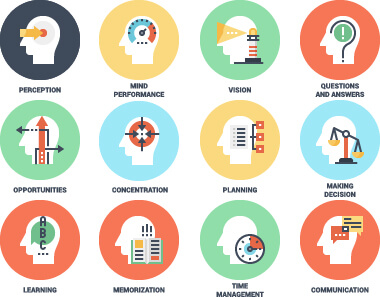 PERCEPTION
MIND
PERFORMANCE
VISION
QUESTIONS
AND ANSWERS
OPPORTUNITIES
CONCENTRATION
PLANNING
MAKING
DECISION
A
B
C
LEARNING
MEMORIZATION
TIME
MANAGEMENT
COMMUNICATION